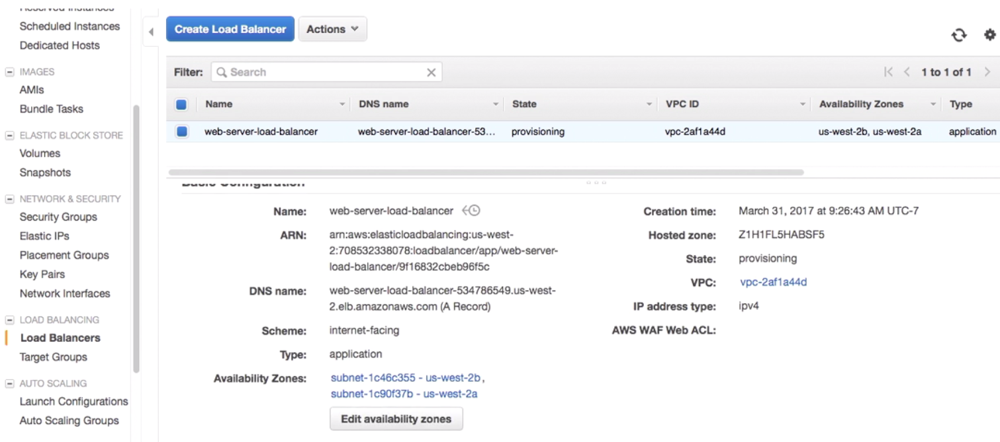 Reserved Instances
Scheduled Instances
Dedicated Hosts
IMAGES
AMIs
Bundle Tasks
ELASTIC BLOCK STORE
Volumes
Snapshots
NETWORK & SECURITY
Security Groups
Elastic IPs
Placement Groups
Key Pairs
Network Interfaces
LOAD BALANCING
Load Balancers
Target Groups
AUTO SCALING
Launch Configurations
Auto Scaling Groups
Create Load Balancer Actions
Filter: Search 1 to 1 of 1
Name DNS name State VPC ID Availability Zones Type
web-server-load-balancer web-server-load-balancer-53... provisioning vpc-2af1a44d us-west-2b, us-west-2a application
Basic Configuration
Name: web-server-load-balancer
ARN: arn:aws:elasticloadbalancing:us-west-
2:708532338078:loadbalancer/app/web-server-
load-balancer/9f16832cbeb96f5c
DNS name: web-server-load-balancer-534786549.us-west-
2.elb.amazonaws.com (A Record)
Scheme: internet-facing
Type: application
Availability Zones: subnet-1c46c355 - us-west-2b,
subnet-1c90f37b - us-west-2a
Edit availability zones
Creation time: March 31, 2017 at 9:26:43 AM UTC-7
Hosted zone: Z1H1FL5HABSF5
State: provisioning
VPC: vpc-2af1a44d
IP address type: ipv4
AWS WAF Web ACL: